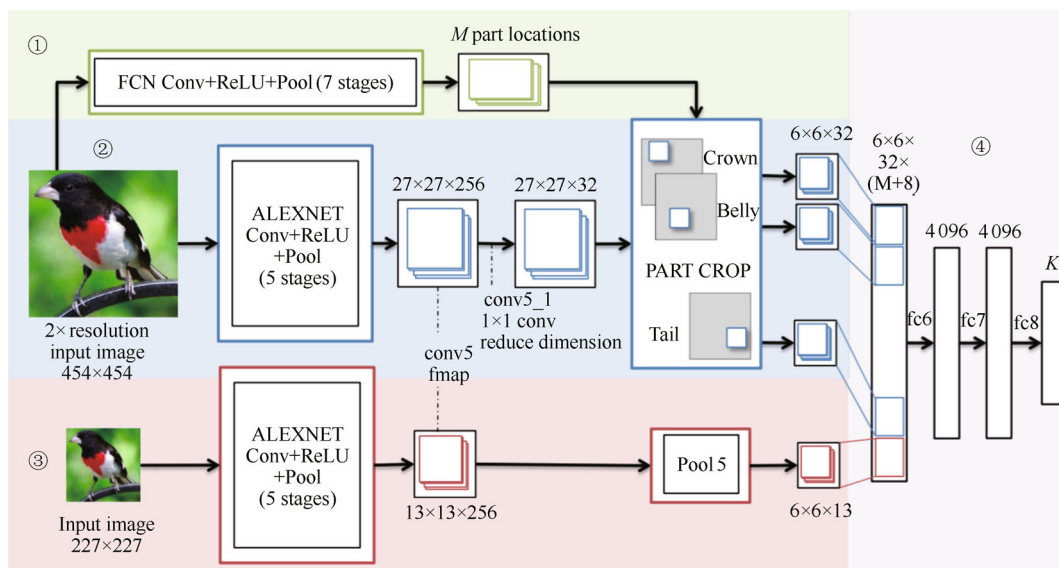 ①
M part locations
FCN Conv+ReLU+Pool (7 stages)
②
ALEXNET
Conv+ReLU
+Pool
(5 stages)
27×27×256
27×27×32
conv5_1
1×1 conv
reduce dimension
conv5
fmap
Crown
Belly
PART CROP
Tail
6×6×32
2× resolution
input image
454×454
③
Input image
227×227
ALEXNET
Conv+ReLU
+Pool
(5 stages)
13×13×256
Pool 5
6×6×13
④
6×6×
32×
(M+8)
fc6
4 096
fc7
4 096
fc8
K